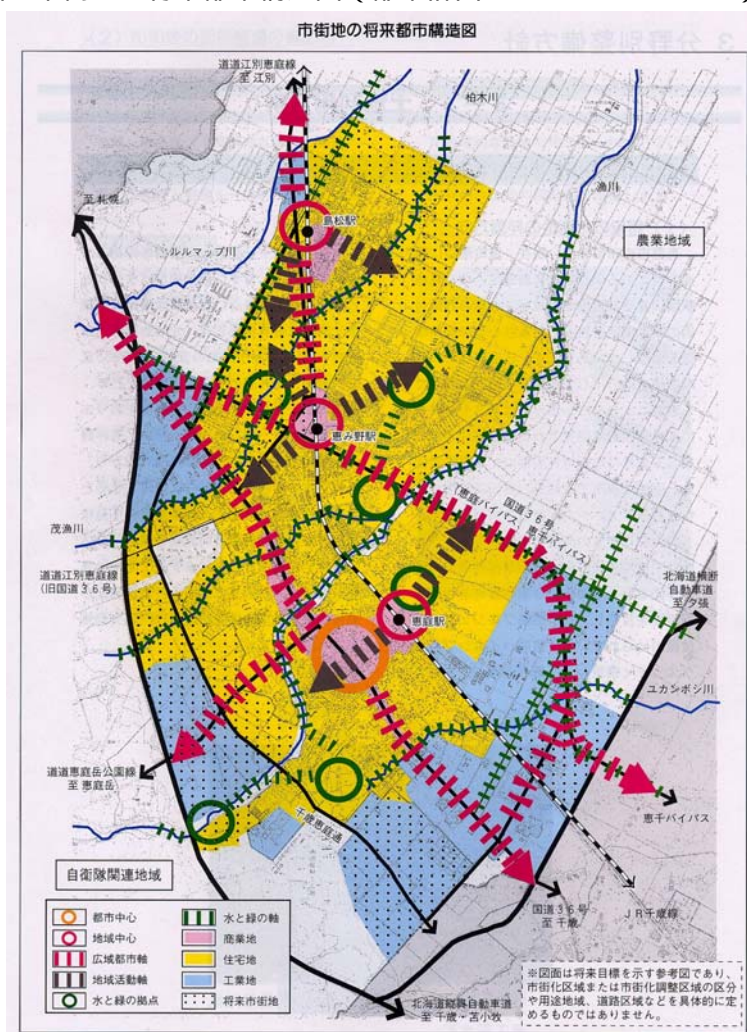 市街地の将来都市構造図
道道江別恵庭線
至 江別
柏木川
漁川
至 札幌
島松駅
ルルマップ川
農業地域
恵み野駅
国道36号
(恵庭バイパス、恵千バイパス)
茂漁川
道道江別恵庭線
(旧国道36号)
北海道横断
自動車道
至 夕張
恵庭駅
ユカンボシ川
道道恵庭岳公園線
至 恵庭岳
恵千バイパス
千歳恵庭通
自衛隊関連地域
国道36号
至 千歳
JR千歳線
都市中心
地域中心
広域都市軸
地域活動軸
水と緑の拠点
水と緑の軸
商業地
住宅地
工業地
将来市街地
北海道縦貫自動車道
至 千歳・苫小牧
※図面は将来目標を示す参考図であり、
市街化区域または市街化調整区域の区分
や用途地域、道路区域などを具体的に定
めるものではありません。